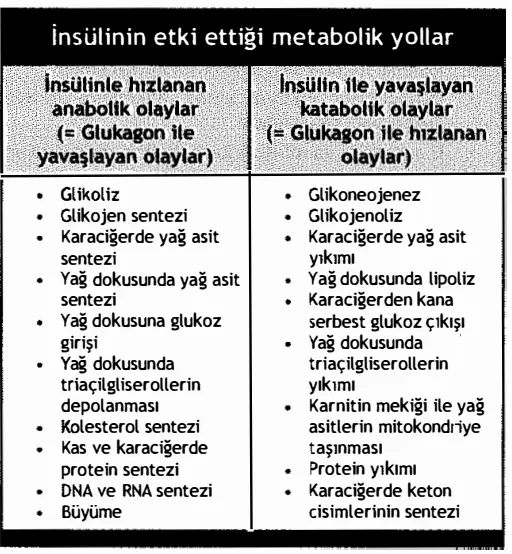 İnsülinin etki ettiği metabolik yollar
İnsülinle hızlanan
anabolik olaylar
(= Glukagon ile
yavaşlayan olaylar)
İnsülin ile yavaşlayan
katabolik olaylar
(= Glukagon ile hızlanan
olaylar)
• Glikoliz
• Glikojen sentezi
• Karaciğerde yağ asit
sentezi
• Yağ dokusunda yağ asit
sentezi
• Yağ dokusuna glukoz
girişi
• Yağ dokusunda
triaçilgliserollerin
depolanması
• Kolesterol sentezi
• Kas ve karaciğerde
protein sentezi
• DNA ve RNA sentezi
• Büyüme
• Glikoneojenez
• Glikojenoliz
• Karaciğerde yağ asit
yıkımı
• Yağ dokusunda lipoliz
• Karaciğerden kana
serbest glukoz çıkışı
• Yağ dokusunda
triaçilgliserollerin
yıkımı
• Karnitin mekiği ile yağ
asitlerin mitokondriye
taşınması
• Protein yıkımı
• Karaciğerde keton
cisimlerinin sentezi